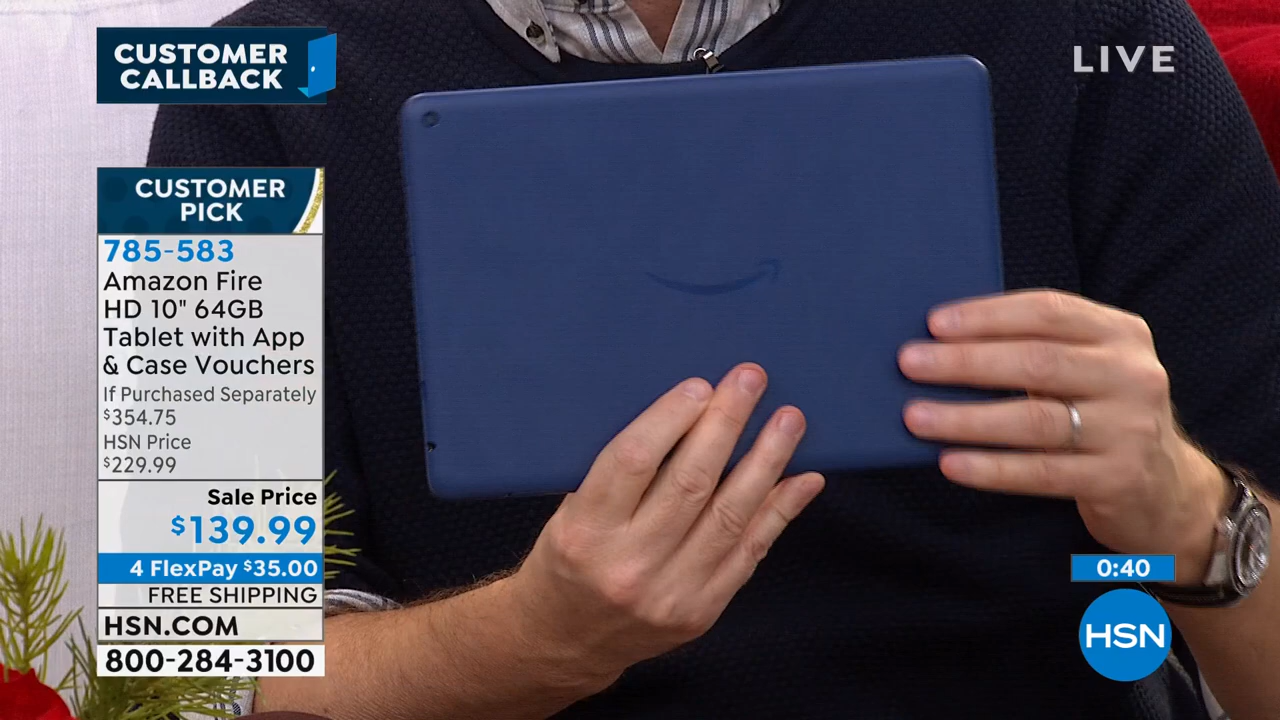 CUSTOMER
CALLBACK
LIVE
CUSTOMER
PICK
785-583
Amazon Fire
HD 10" 64GB
Tablet with App
& Case Vouchers
If Purchased Separately
$354.75
HSN Price
$229.99
Sale Price
$139.99
4 FlexPay $35.00
FREE SHIPPING
HSN.COM
800-284-3100
0:40
HSN